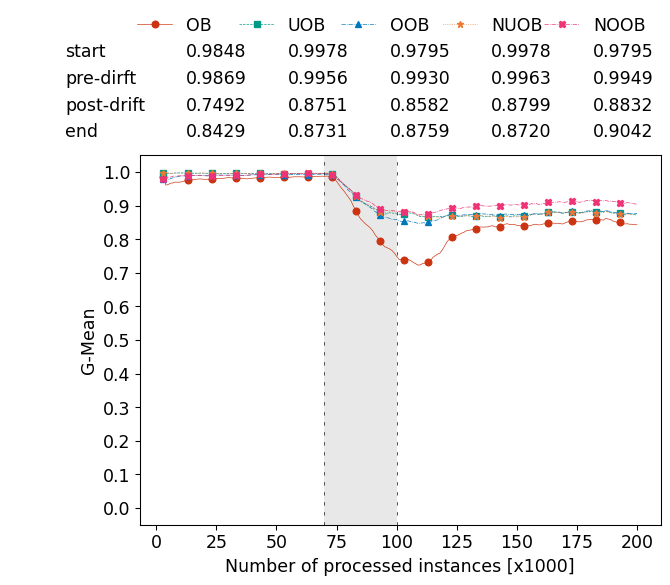 OB UOB OOB NUOB NOOB
start 0.9848 0.9978 0.9795 0.9978 0.9795
pre-dirft 0.9869 0.9956 0.9930 0.9963 0.9949
post-drift 0.7492 0.8751 0.8582 0.8799 0.8832
end 0.8429 0.8731 0.8759 0.8720 0.9042
1.0
0.9
0.8
0.7
0.6
0.5
0.4
0.3
0.2
0.1
0.0
G-Mean
0 25 50 75 100 125 150 175 200
Number of processed instances [x1000]